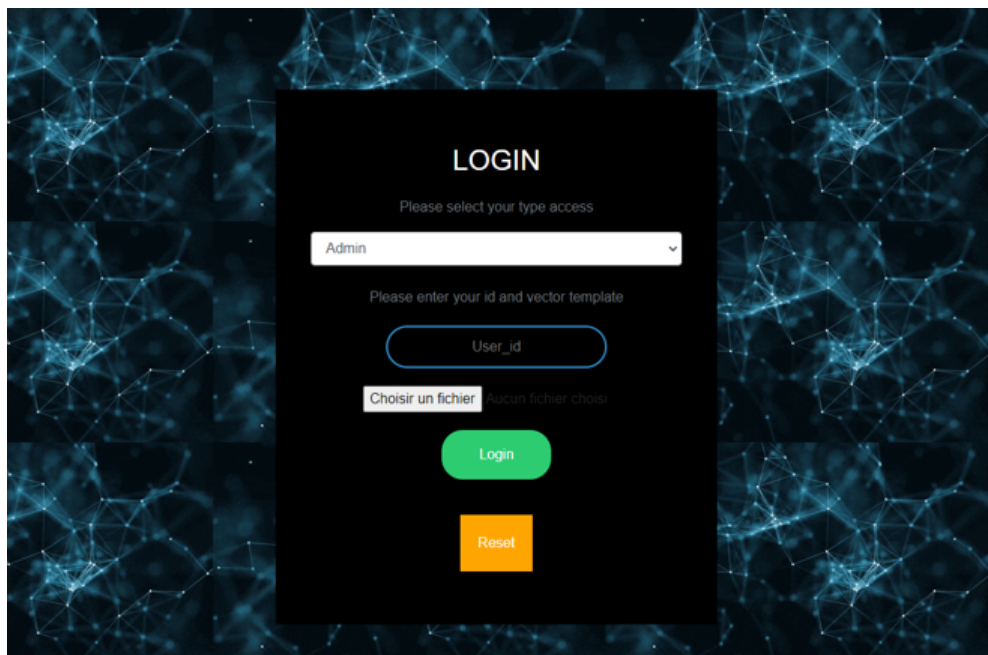 LOGIN
Please select your type access
Admin
Please enter your id and vector template
User_id
Choisir un fichier Aucun fichier choisi
Login
Reset